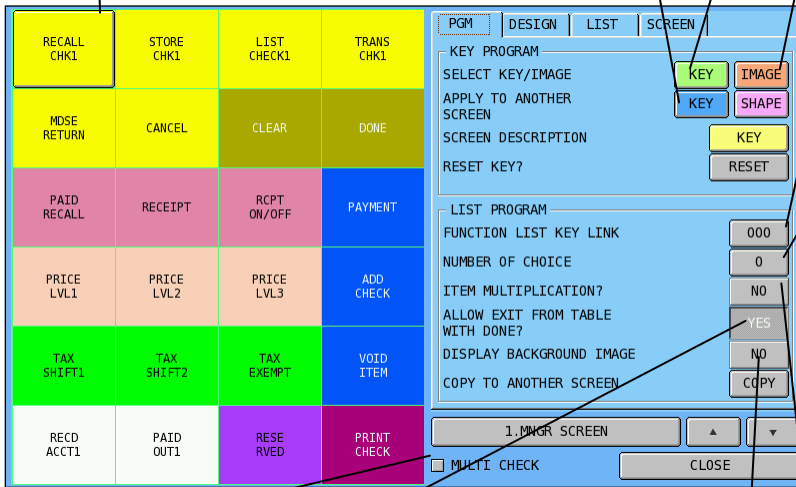 RECALL
CHK1
STORE
CHK1
LIST
CHECK1
TRANS
CHK1
MDSE
RETURN
CANCEL
CLEAR
DONE
PAID
RECALL
RECEIPT
RCPT
ON/OFF
PAYMENT
PRICE
LVL1
PRICE
LVL2
PRICE
LVL3
ADD
CHECK
TAX
SHIFT1
TAX
SHIFT2
TAX
EXEMPT
VOID
ITEM
RECD
ACCT1
PAID
OUT1
RESE
RVED
PRINT
CHECK
PGM DESIGN LIST SCREEN
KEY PROGRAM
SELECT KEY/IMAGE KEY IMAGE
APPLY TO ANOTHER
SCREEN KEY SHAPE
SCREEN DESCRIPTION KEY
RESET KEY? RESET
LIST PROGRAM
FUNCTION LIST KEY LINK 000
NUMBER OF CHOICE 0
ITEM MULTIPLICATION? NO
ALLOW EXIT FROM TABLE
WITH DONE? YES
DISPLAY BACKGROUND IMAGE NO
COPY TO ANOTHER SCREEN COPY
1.MNGR SCREEN ▲ ▼
MULTI CHECK CLOSE